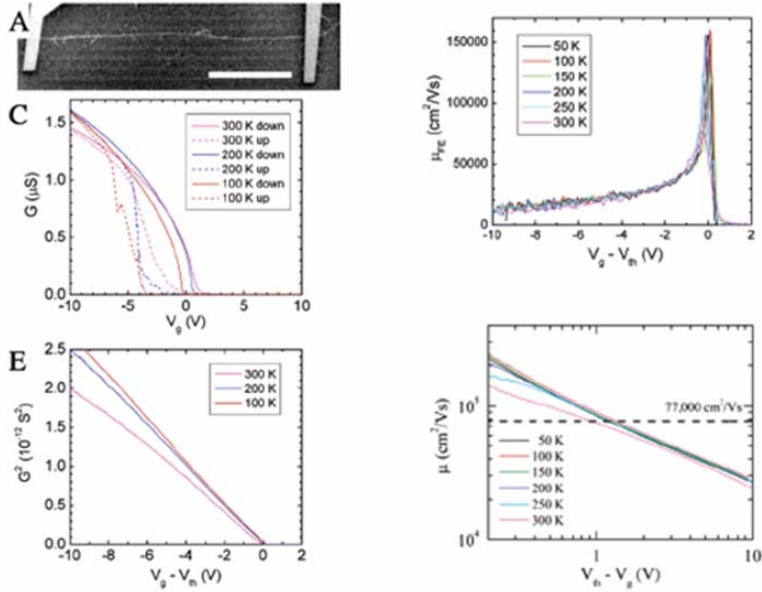 A
C
1.5
1.0
0.5
0.0
G (μS)
300 K down
300 K up
200 K down
200 K up
100 K down
100 K up
-10 -5 0 5 10
V_g (V)
150000
100000
50000
0
μ_FE (cm²/Vs)
50 K
100 K
150 K
200 K
250 K
300 K
-10 -8 -6 -4 -2 0 2
V_g - V_th (V)
E
2.5
2.0
1.5
1.0
0.5
0.0
G² (10⁻¹² S²)
300 K
200 K
100 K
-10 -8 -6 -4 -2 0 2
V_g - V_th (V)
10⁵
10⁴
μ (cm²/Vs)
77,000 cm²/Vs
50 K
100 K
150 K
200 K
250 K
300 K
1 10
V_th - V_g (V)